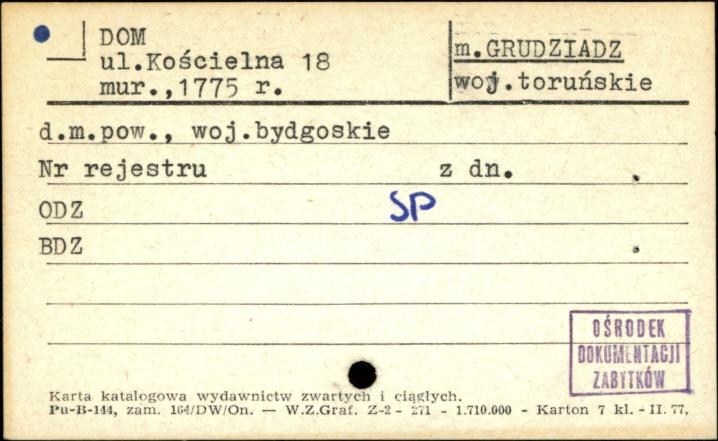 DOM
ul.Kościelna 18
mur.,1775 r.
m.GRUDZIADZ
woj.toruńskie
d.m.pow., woj.bydgoskie
Nr rejestru z dn.
ODZ SP
BDZ
OŚRODEK
DOKUMENTACJI
ZABYTKÓW
Karta katalogowa wydawnictw zwartych i ciągłych.
Pu-B-144, zam. 164/DW/On. — W.Z.Graf. Z-2 - 271 - 1.710.000 - Karton 7 kl. - II. 77,